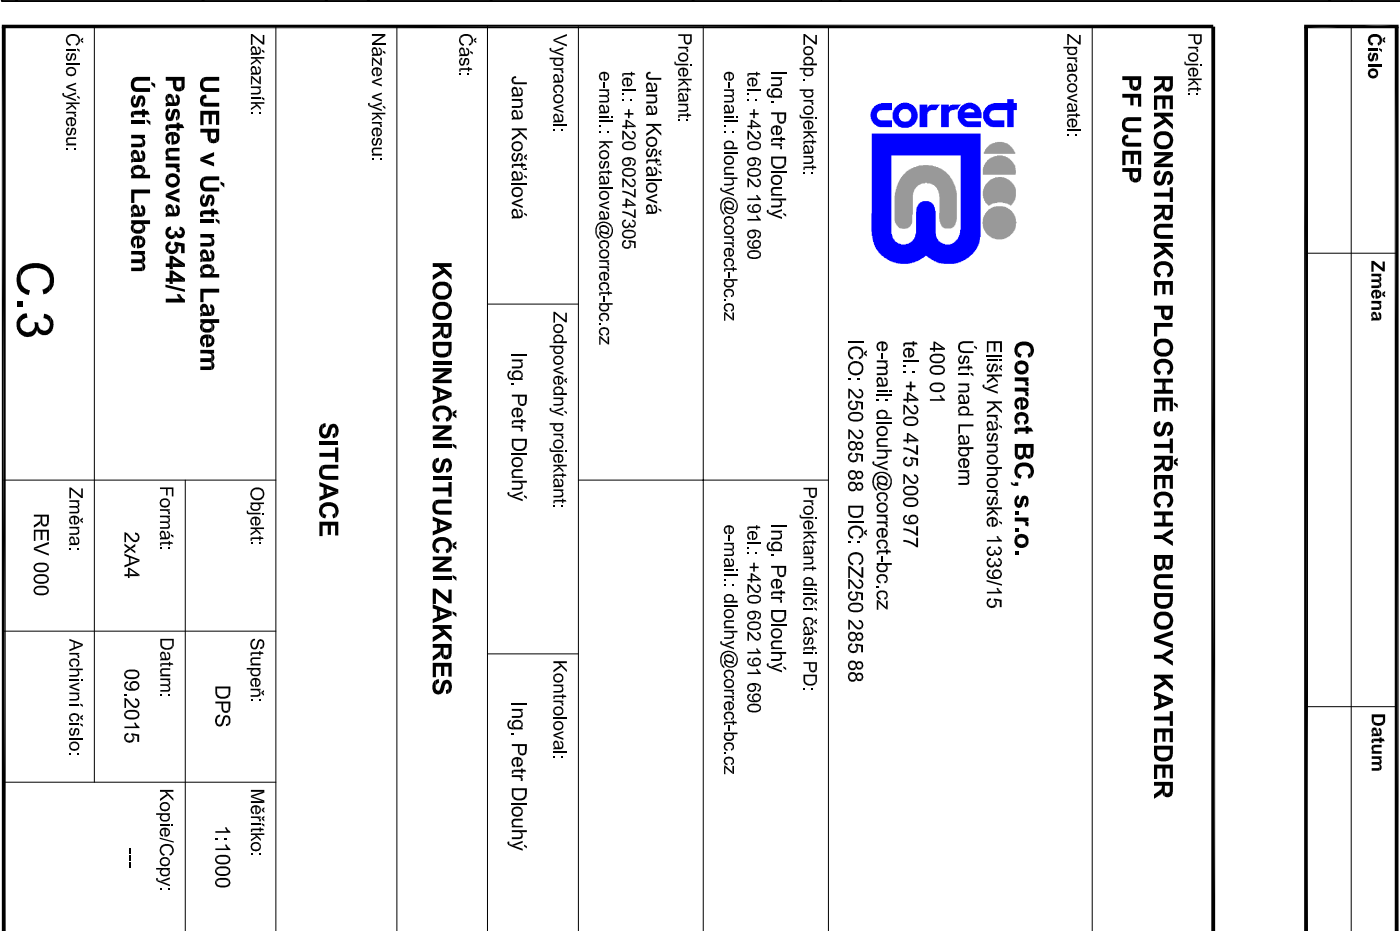 Číslo
Změna
Datum
Projekt:
REKONSTRUKCE PLOCHÉ STŘECHY BUDOVY KATEDER
PF UJEP
Zpracovatel:
correct
Correct BC, s.r.o.
Elišky Krásnohorské 1339/15
Ústí nad Labem
400 01
tel.: +420 475 200 977
e-mail: dlouhy@correct-bc.cz
IČO: 250 285 88 DIČ: CZ250 285 88
Zodp. projektant:
Ing. Petr Dlouhý
tel.: +420 602 191 690
e-mail.: dlouhy@correct-bc.cz
Projektant dílčí části PD:
Ing. Petr Dlouhý
tel.: +420 602 191 690
e-mail.: dlouhy@correct-bc.cz
Projektant:
Jana Košťálová
tel.: +420 602747305
e-mail.: kostalova@correct-bc.cz
Vypracoval:
Jana Košťálová
Zodpovědný projektant:
Ing. Petr Dlouhý
Kontroloval:
Ing. Petr Dlouhý
Část:
KOORDINAČNÍ SITUAČNÍ ZÁKRES
Název výkresu:
SITUACE
Zákazník:
UJEP v Ústí nad Labem
Pasteurova 3544/1
Ústí nad Labem
Objekt:
Stupeň:
DPS
Měřítko:
1:1000
Formát:
2xA4
Datum:
09.2015
Kopie/Copy:
---
Číslo výkresu:
C.3
Změna:
REV 000
Archivní číslo: